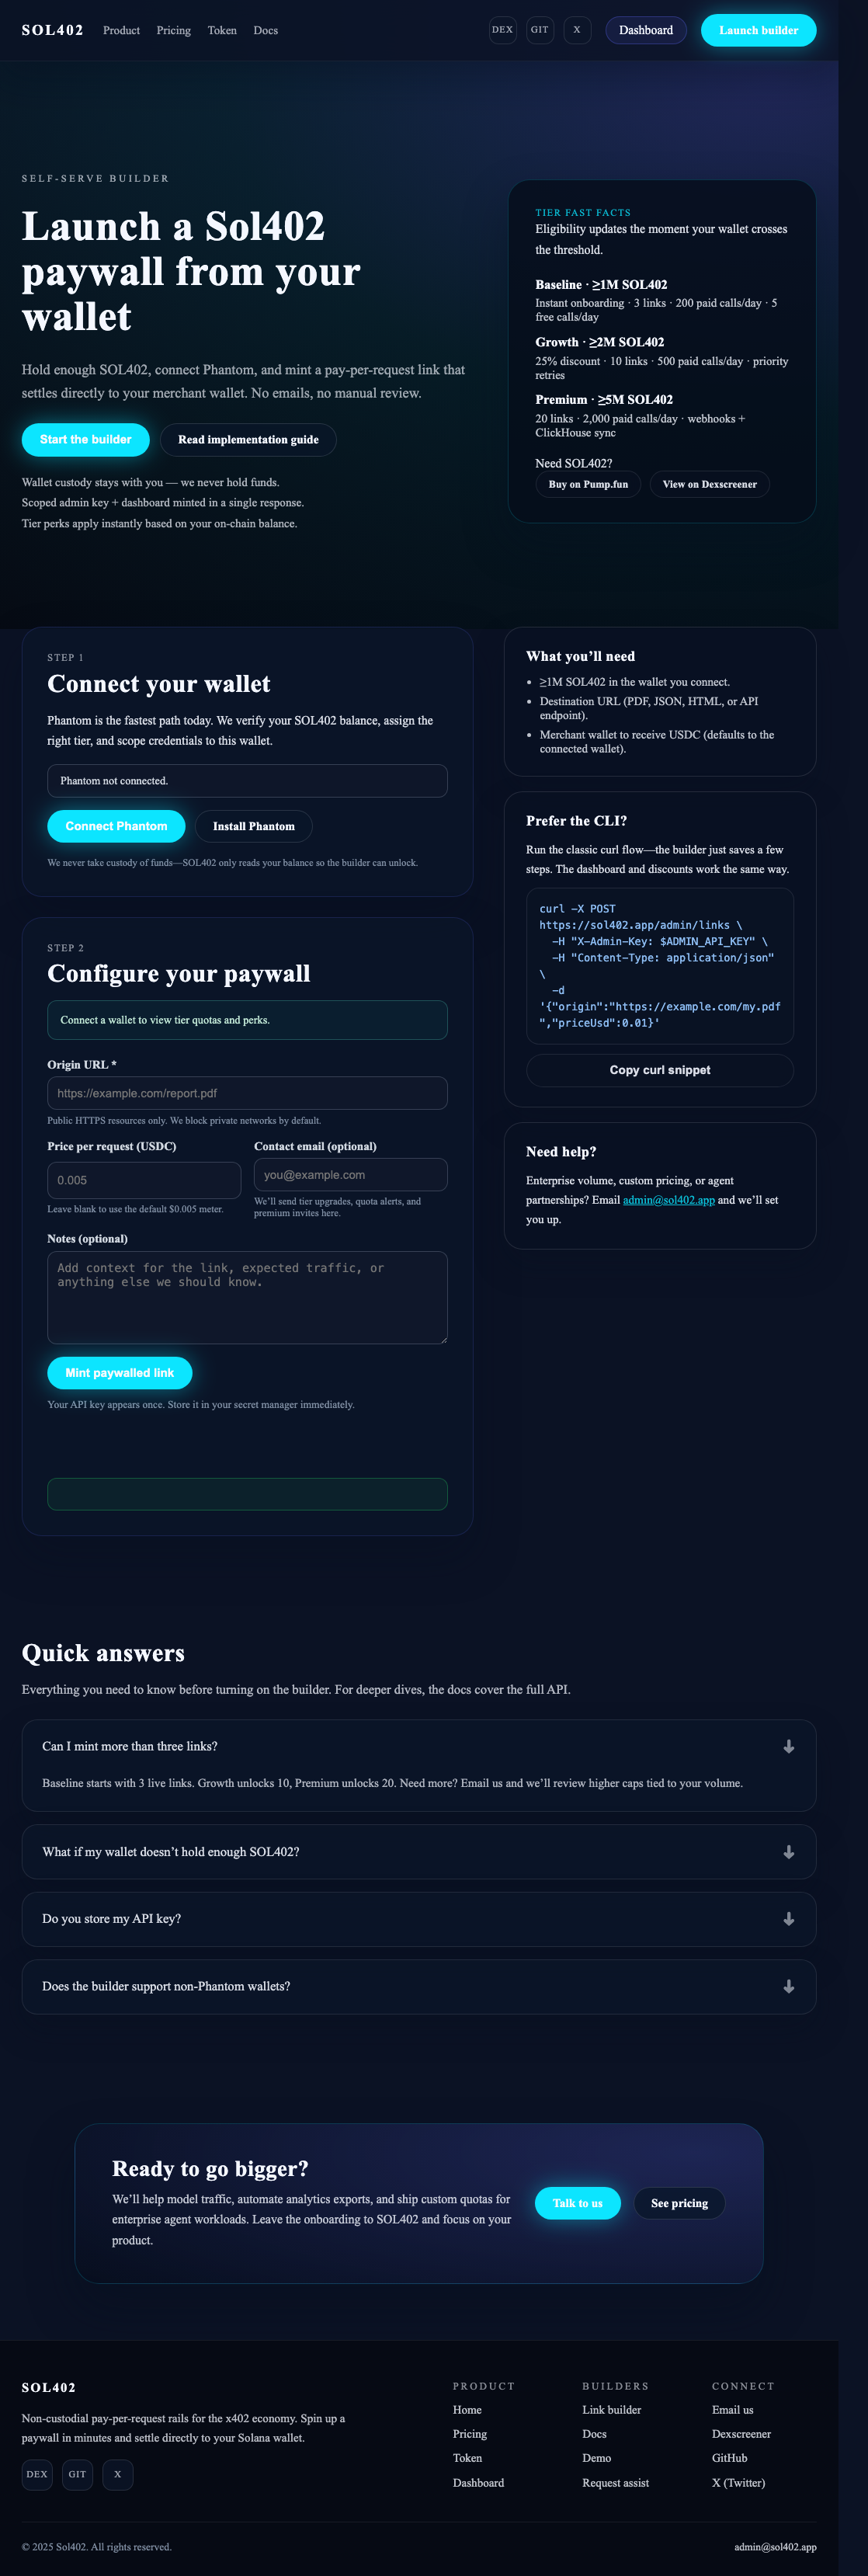 SOL402
Product
Pricing
Token
Docs
DEX
GIT
X
Dashboard
Launch builder
SELF-SERVE BUILDER
Launch a Sol402
paywall from your
wallet
Hold enough SOL402, connect Phantom, and mint a pay-per-request link that
settles directly to your merchant wallet. No emails, no manual review.
Start the builder
Read implementation guide
Wallet custody stays with you — we never hold funds.
Scoped admin key + dashboard minted in a single response.
Tier perks apply instantly based on your on-chain balance.
TIER FAST FACTS
Eligibility updates the moment your wallet crosses
the threshold.
Baseline · ≥1M SOL402
Instant onboarding · 3 links · 200 paid calls/day · 5
free calls/day
Growth · ≥2M SOL402
25% discount · 10 links · 500 paid calls/day · priority
retries
Premium · ≥5M SOL402
20 links · 2,000 paid calls/day · webhooks +
ClickHouse sync
Need SOL402?
Buy on Pump.fun
View on Dexscreener
STEP 1
Connect your wallet
Phantom is the fastest path today. We verify your SOL402 balance, assign the
right tier, and scope credentials to this wallet.
Phantom not connected.
Connect Phantom
Install Phantom
We never take custody of funds—SOL402 only reads your balance so the builder can unlock.
STEP 2
Configure your paywall
Connect a wallet to view tier quotas and perks.
Origin URL *
https://example.com/report.pdf
Public HTTPS resources only. We block private networks by default.
Price per request (USDC)
0.005
Leave blank to use the default $0.005 meter.
Contact email (optional)
you@example.com
We’ll send tier upgrades, quota alerts, and
premium invites here.
Notes (optional)
Add context for the link, expected traffic, or
anything else we should know.
Mint paywalled link
Your API key appears once. Store it in your secret manager immediately.
What you’ll need
• ≥1M SOL402 in the wallet you connect.
• Destination URL (PDF, JSON, HTML, or API
endpoint).
• Merchant wallet to receive USDC (defaults to the
connected wallet).
Prefer the CLI?
Run the classic curl flow—the builder just saves a few
steps. The dashboard and discounts work the same way.
curl -X POST
https://sol402.app/admin/links \
-H "X-Admin-Key: $ADMIN_API_KEY" \
-H "Content-Type: application/json"
\
-d
'{"origin":"https://example.com/my.pdf
","priceUsd":0.01}'
Copy curl snippet
Need help?
Enterprise volume, custom pricing, or agent
partnerships? Email admin@sol402.app and we’ll set
you up.
Quick answers
Everything you need to know before turning on the builder. For deeper dives, the docs cover the full API.
Can I mint more than three links?
Baseline starts with 3 live links. Growth unlocks 10, Premium unlocks 20. Need more? Email us and we’ll review higher caps tied to your volume.
What if my wallet doesn’t hold enough SOL402?
Do you store my API key?
Does the builder support non-Phantom wallets?
Ready to go bigger?
We’ll help model traffic, automate analytics exports, and ship custom quotas for
enterprise agent workloads. Leave the onboarding to SOL402 and focus on your
product.
Talk to us
See pricing
SOL402
Non-custodial pay-per-request rails for the x402 economy. Spin up a
paywall in minutes and settle directly to your Solana wallet.
DEX
GIT
X
PRODUCT
Home
Pricing
Token
Dashboard
BUILDERS
Link builder
Docs
Demo
Request assist
CONNECT
Email us
Dexscreener
GitHub
X (Twitter)
© 2025 Sol402. All rights reserved.
admin@sol402.app